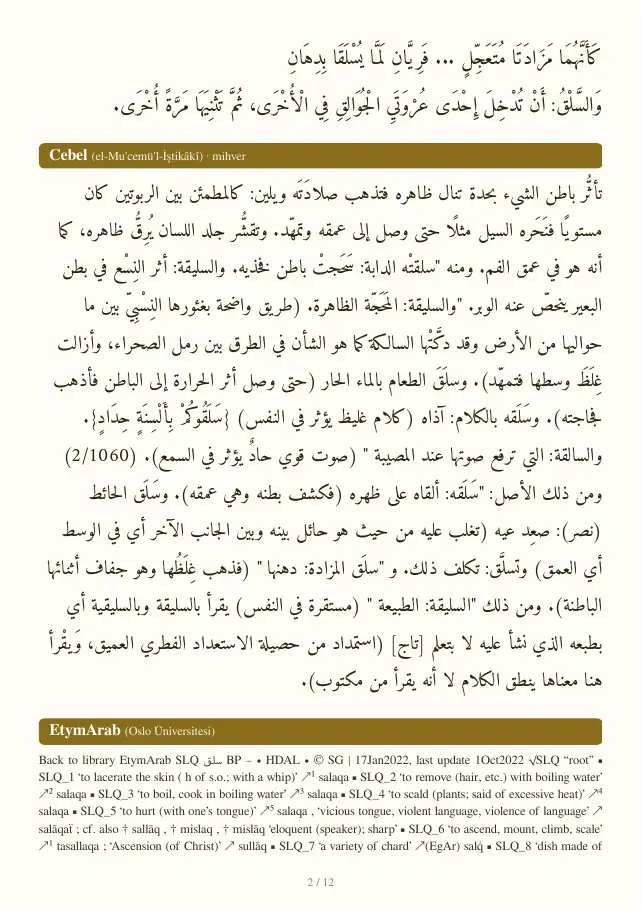 كَأَنَّهُمَا مَزَادَتَا مُتَعَجِّلٍ ... فَرِيَّانِ لَمَّا يُسْلَقَا بِدِهَانِ
وَالسَّلْقُ: أَنْ تُدْخِلَ إِحْدَى عُرْوَتَيِ الْجُوَالِقِ فِي الْأُخْرَى، ثُمَّ تَثْنِيَهَا مَرَّةً أُخْرَى.
Cebel (el-Mu'cemü'l-İştikâkî) · mihver
تأثُّر باطن الشيء بحدة تنال ظاهره فتذهب صلادَتَه ويلين: كالمطمئن بين الربوتين كان
مستويًا فنَحَره السيل مثلًا حتى وصل إلى عمقه وتمهّد. وتقشُّر جلد اللسان يُرِقُّ ظاهره، كما
أنه هو في عمق الفم. ومنه "سلقتْه الدابة: سَحَجتْ باطن فخذيه. والسليقة: أثر النِسْع في بطن
البعير ينحصّ عنه الوبر. "والسليقة: المَحَجّة الظاهرة. (طريق واضحة بغئورها النِسْبِيّ بين ما
حواليها من الأرض وقد دكَّتْها السالكة كما هو الشأن في الطرق بين رمل الصحراء، وأزالت
غِلَظَ وسطها فتمهّد). وسلَقَ الطعام بالماء الحار (حتى وصل أثر الحرارة إلى الباطن فأذهب
فجاجته). وسَلَقه بالكلام: آذاه (كلام غليظ يؤثر في النفس) {سَلَقُوكُمْ بِأَلْسِنَةٍ حِدَادٍ}.
والسالقة: التي ترفع صوتها عند المصيبة " (صوت قوي حادٌ يؤثر في السمع). (2/1060)
ومن ذلك الأصل: "سَلَقه: ألقاه على ظهره (فكشف بطنه وهي عمقه). وسَلَق الحائط
(نصر): صعِد عيه (تغلب عليه من حيث هو حائل بينه وبين الجانب الآخر أي في الوسط
أي العمق) وتسلَّق: تكلف ذلك. و "سلَق المزادة: دهنها " (فذهب غِلَظُها وهو جفاف أثنائها
الباطنة). ومن ذلك "السليقة: الطبيعة " (مستقرة في النفس) يقرأ بالسليقة وبالسليقية أي
بطبعه الذي نشأ عليه لا بتعلم [تاج] (استمداد من حصيلة الاستعداد الفطري العميق، وَيقْرأ
هنا معناها ينطق الكلام لا أنه يقرأ من مكتوب).
EtymArab (Oslo Üniversitesi)
Back to library EtymArab SLQ سلق BP – • HDAL • © SG | 17Jan2022, last update 1Oct2022 √SLQ “root” ▪
SLQ_1 ‘to lacerate the skin ( h of s.o.; with a whip)’ ↗¹ salaqa ▪ SLQ_2 ‘to remove (hair, etc.) with boiling water’
↗² salaqa ▪ SLQ_3 ‘to boil, cook in boiling water’ ↗³ salaqa ▪ SLQ_4 ‘to scald (plants; said of excessive heat)’ ↗⁴
salaqa ▪ SLQ_5 ‘to hurt (with one’s tongue)’ ↗⁵ salaqa , ‘vicious tongue, violent language, violence of language’ ↗
salāqaẗ ; cf. also † sallāq , † mislaq , † mislāq ‘eloquent (speaker); sharp’ ▪ SLQ_6 ‘to ascend, mount, climb, scale’
↗¹ tasallaqa ; ‘Ascension (of Christ)’ ↗ sullāq ▪ SLQ_7 ‘a variety of chard’ ↗(EgAr) salq̈ ▪ SLQ_8 ‘dish made of
2 / 12